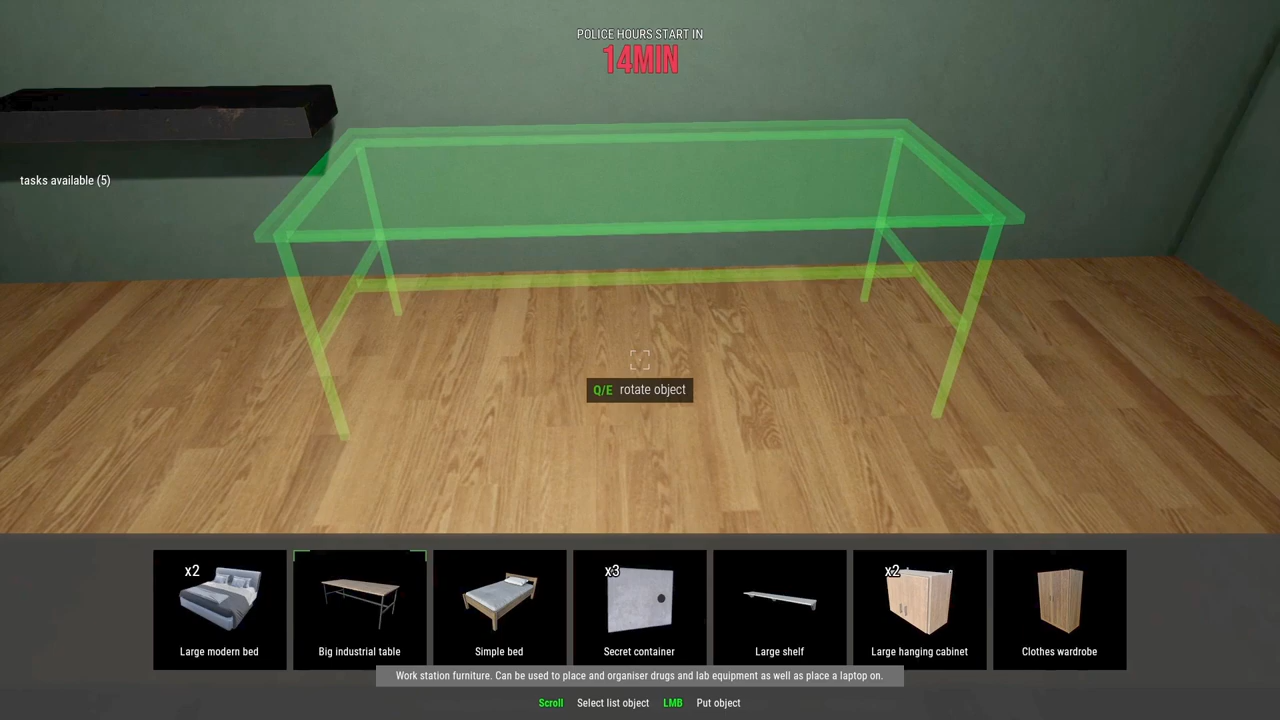 POLICE HOURS START IN
14MIN
tasks available (5)
Q/E rotate object
x2
x3
x2
Large modern bed
Big industrial table
Simple bed
Secret container
Large shelf
Large hanging cabinet
Clothes wardrobe
Work station furniture. Can be used to place and organiser drugs and lab equipment as well as place a laptop on.
Scroll Select list object LMB Put object